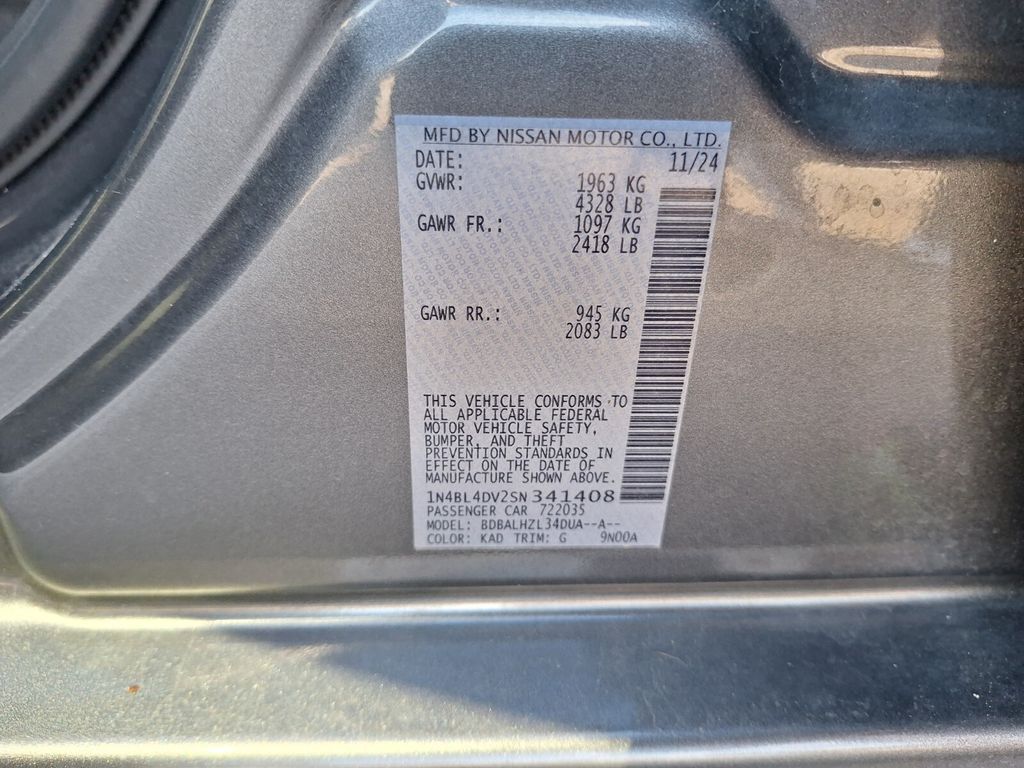 MFD BY NISSAN MOTOR CO., LTD.
DATE: 11/24
GVWR: 1963 KG
4328 LB
GAWR FR.: 1097 KG
2418 LB
GAWR RR.: 945 KG
2083 LB
THIS VEHICLE CONFORMS TO
ALL APPLICABLE FEDERAL
MOTOR VEHICLE SAFETY,
BUMPER, AND THEFT
PREVENTION STANDARDS IN
EFFECT ON THE DATE OF
MANUFACTURE SHOWN ABOVE.
1N4BL4DV2SN341408
PASSENGER CAR 722035
MODEL: BDBALHZL34DUA--A--
COLOR: KAD TRIM: G 9N00A